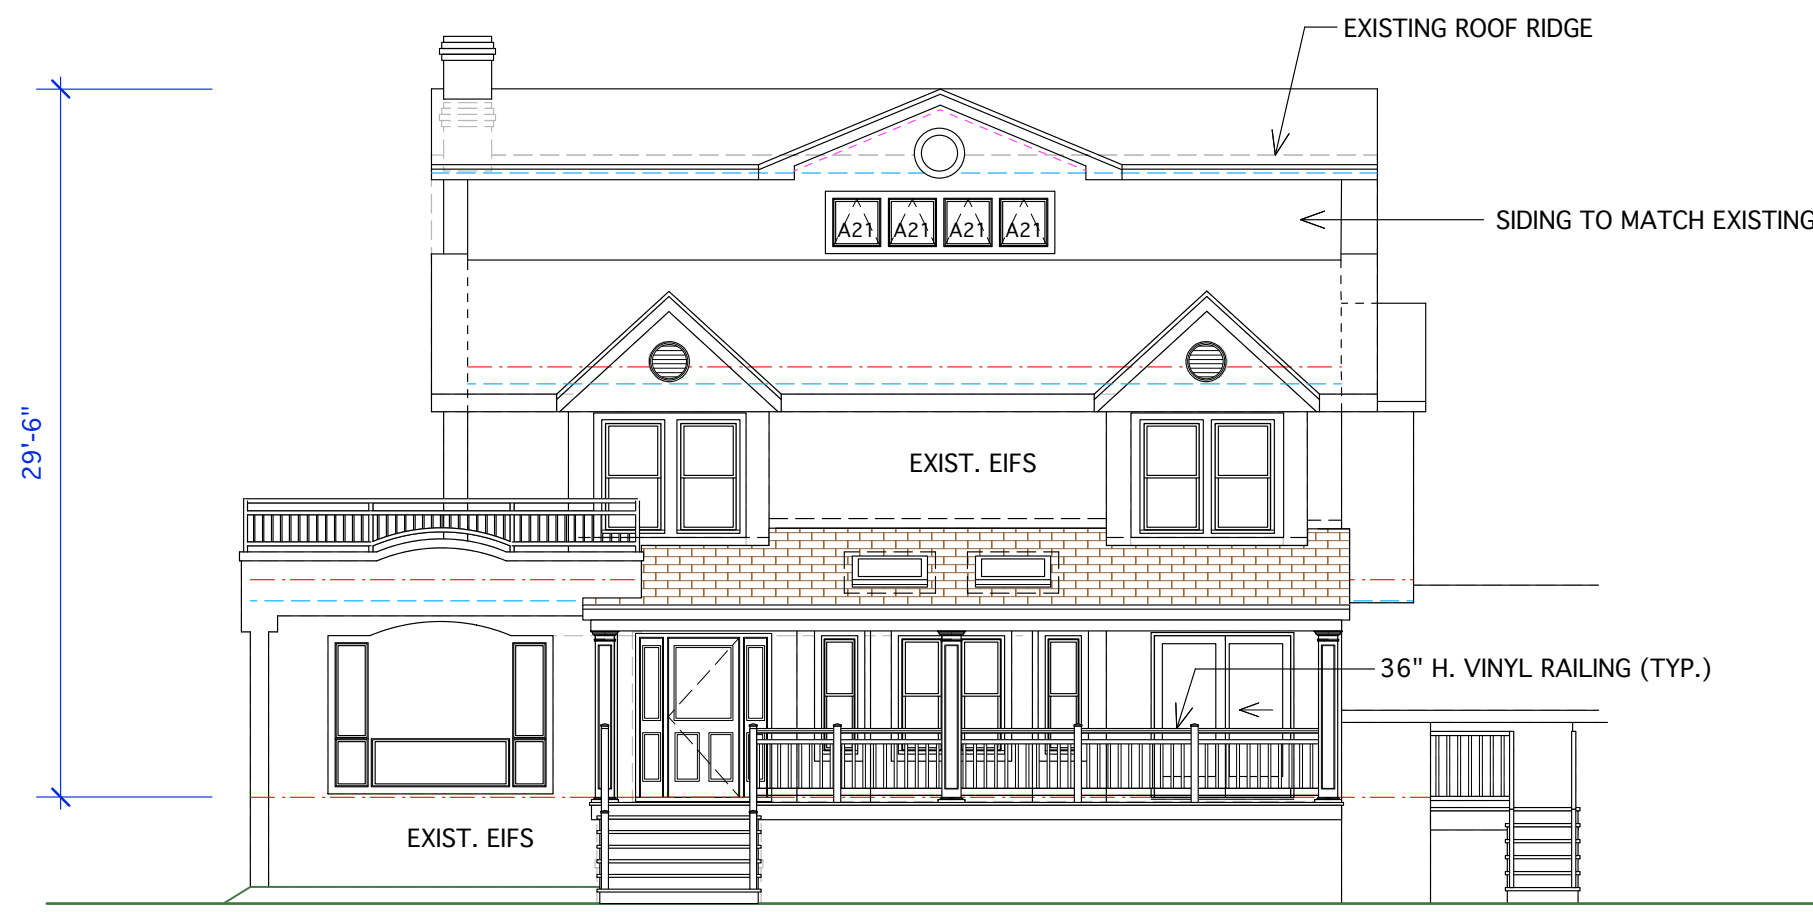 EXISTING ROOF RIDGE
SIDING TO MATCH EXISTING
A21 A21 A21 A21
29'-6"
EXIST. EIFS
36" H. VINYL RAILING (TYP.)
EXIST. EIFS